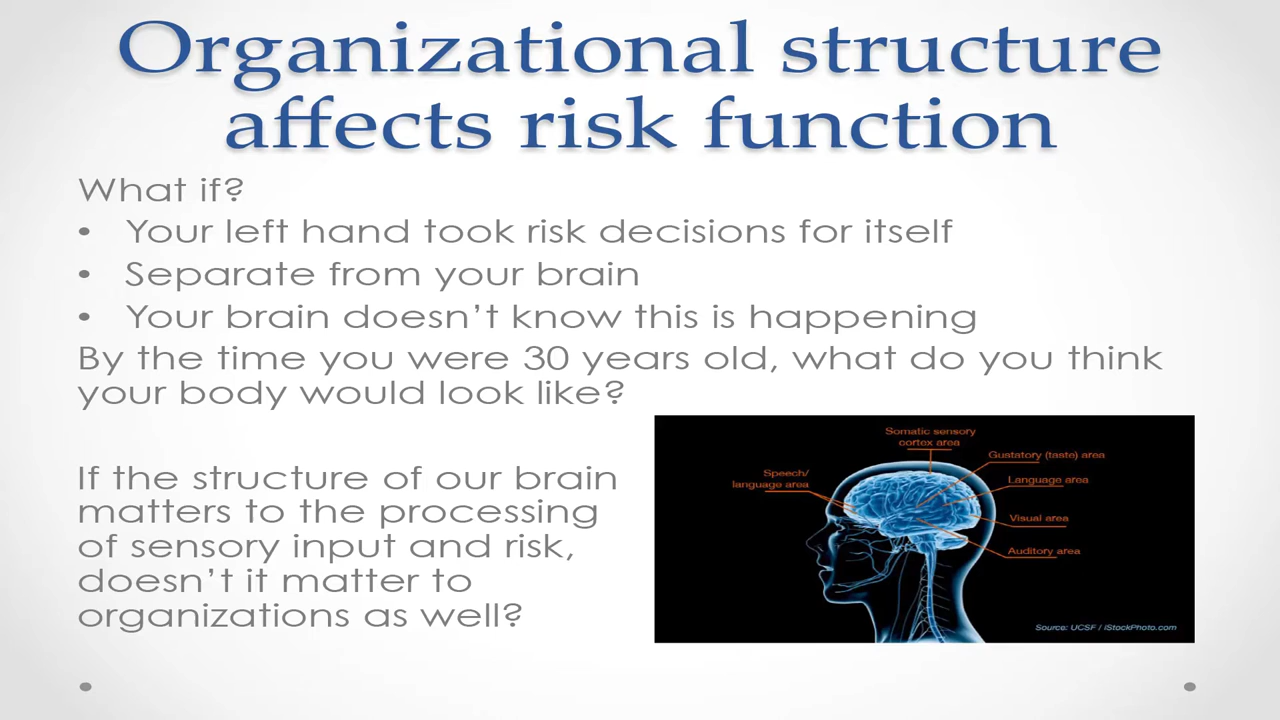 Organizational structure
affects risk function
What if?
• Your left hand took risk decisions for itself
• Separate from your brain
• Your brain doesn't know this is happening
By the time you were 30 years old, what do you think
your body would look like?
If the structure of our brain
matters to the processing
of sensory input and risk,
doesn't it matter to
organizations as well?
Somatic sensory
cortex area
Gustatory (taste) area
Speech/
language area
Language area
Visual area
Auditory area
Source: UCSF / iStockPhoto.com